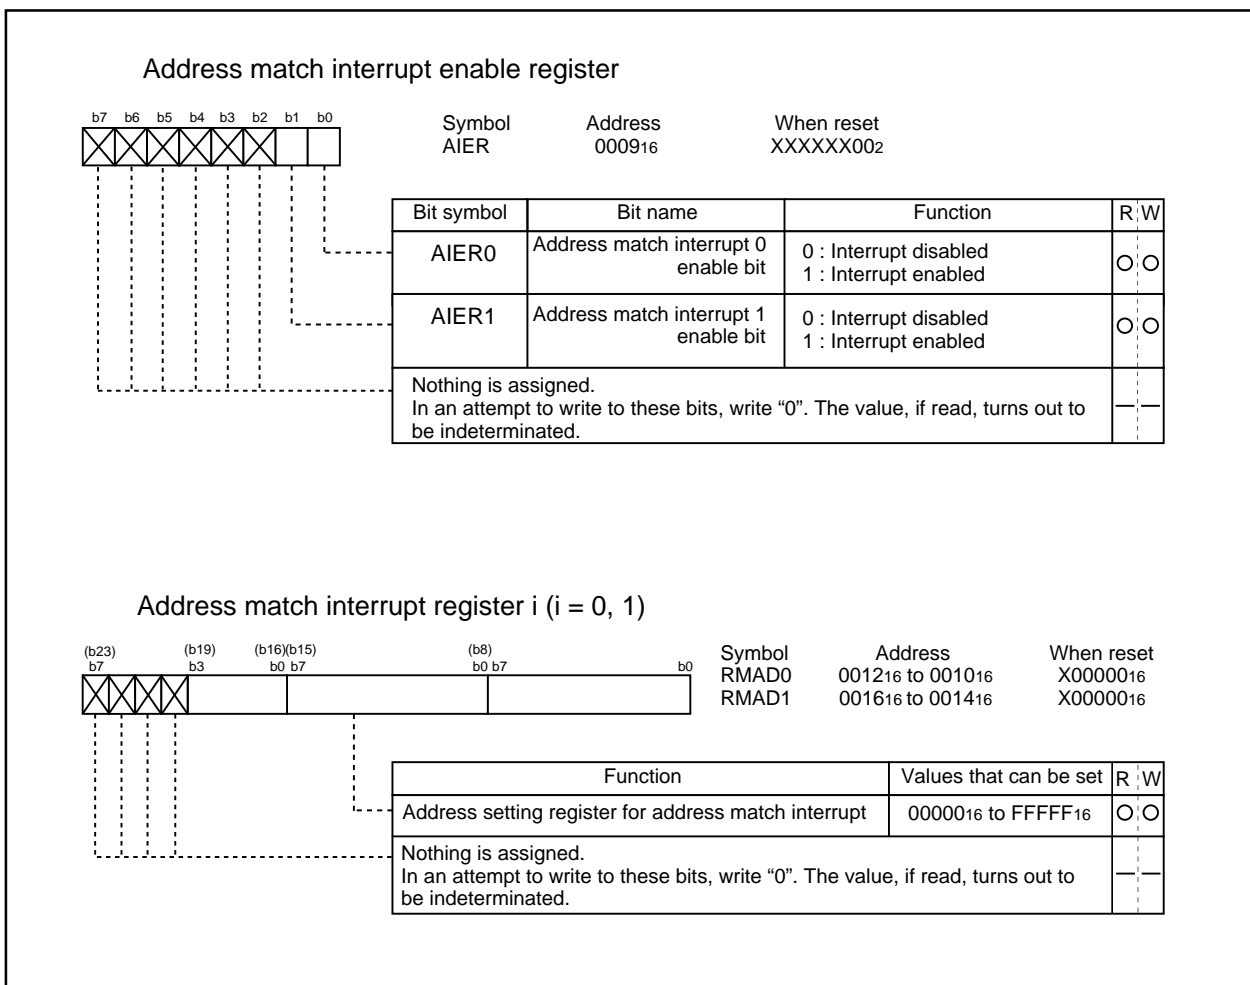 Address match interrupt enable register
b7 b6 b5 b4 b3 b2 b1 b0
Symbol Address When reset
AIER 000916 XXXXXX002
Bit symbol Bit name Function R W
AIER0 Address match interrupt 0 enable bit 0 : Interrupt disabled
1 : Interrupt enabled
AIER1 Address match interrupt 1 enable bit 0 : Interrupt disabled
1 : Interrupt enabled
Nothing is assigned.
In an attempt to write to these bits, write “0”. The value, if read, turns out to
be indeterminated.
Address match interrupt register i (i = 0, 1)
(b23) (b19) (b16)(b15) (b8)
b7 b3 b0 b7 b0 b7 b0
Symbol Address When reset
RMAD0 001216 to 001016 X0000016
RMAD1 001616 to 001416 X0000016
Function Values that can be set R W
Address setting register for address match interrupt 0000016 to FFFFF16
Nothing is assigned.
In an attempt to write to these bits, write “0”. The value, if read, turns out to
be indeterminated.